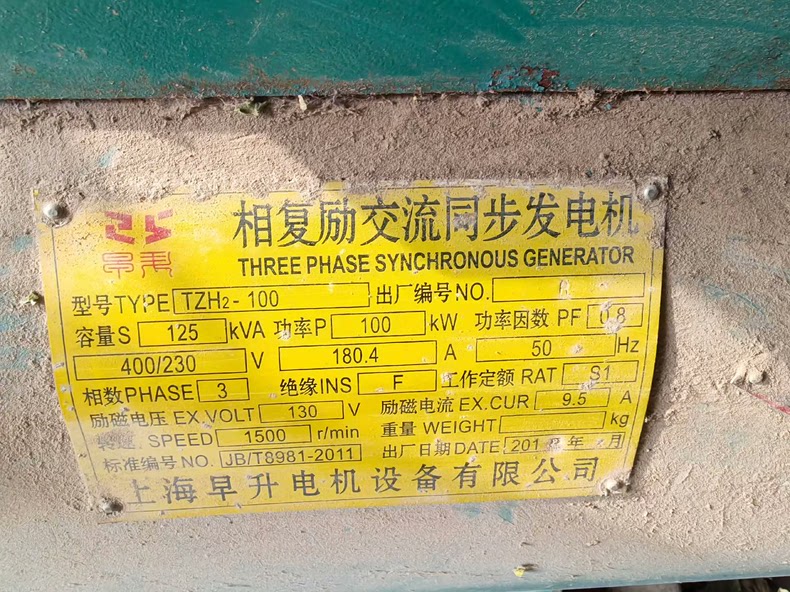 相复励交流同步发电机
THREE PHASE SYNCHRONOUS GENERATOR
型号TYPE TZH2-100 出厂编号NO.
容量S 125 kVA 功率P 100 kW 功率因数 PF 0.8
400/230 V 180.4 A 50 Hz
相数PHASE 3 绝缘INS F 工作定额 RAT S1
励磁电压 EX.VOLT 130 V 励磁电流 EX.CUR 9.5 A
转速 SPEED 1500 r/min 重量 WEIGHT kg
标准编号NO. JB/T8981-2011 出厂日期DATE 201 年 月
上海早升电机设备有限公司